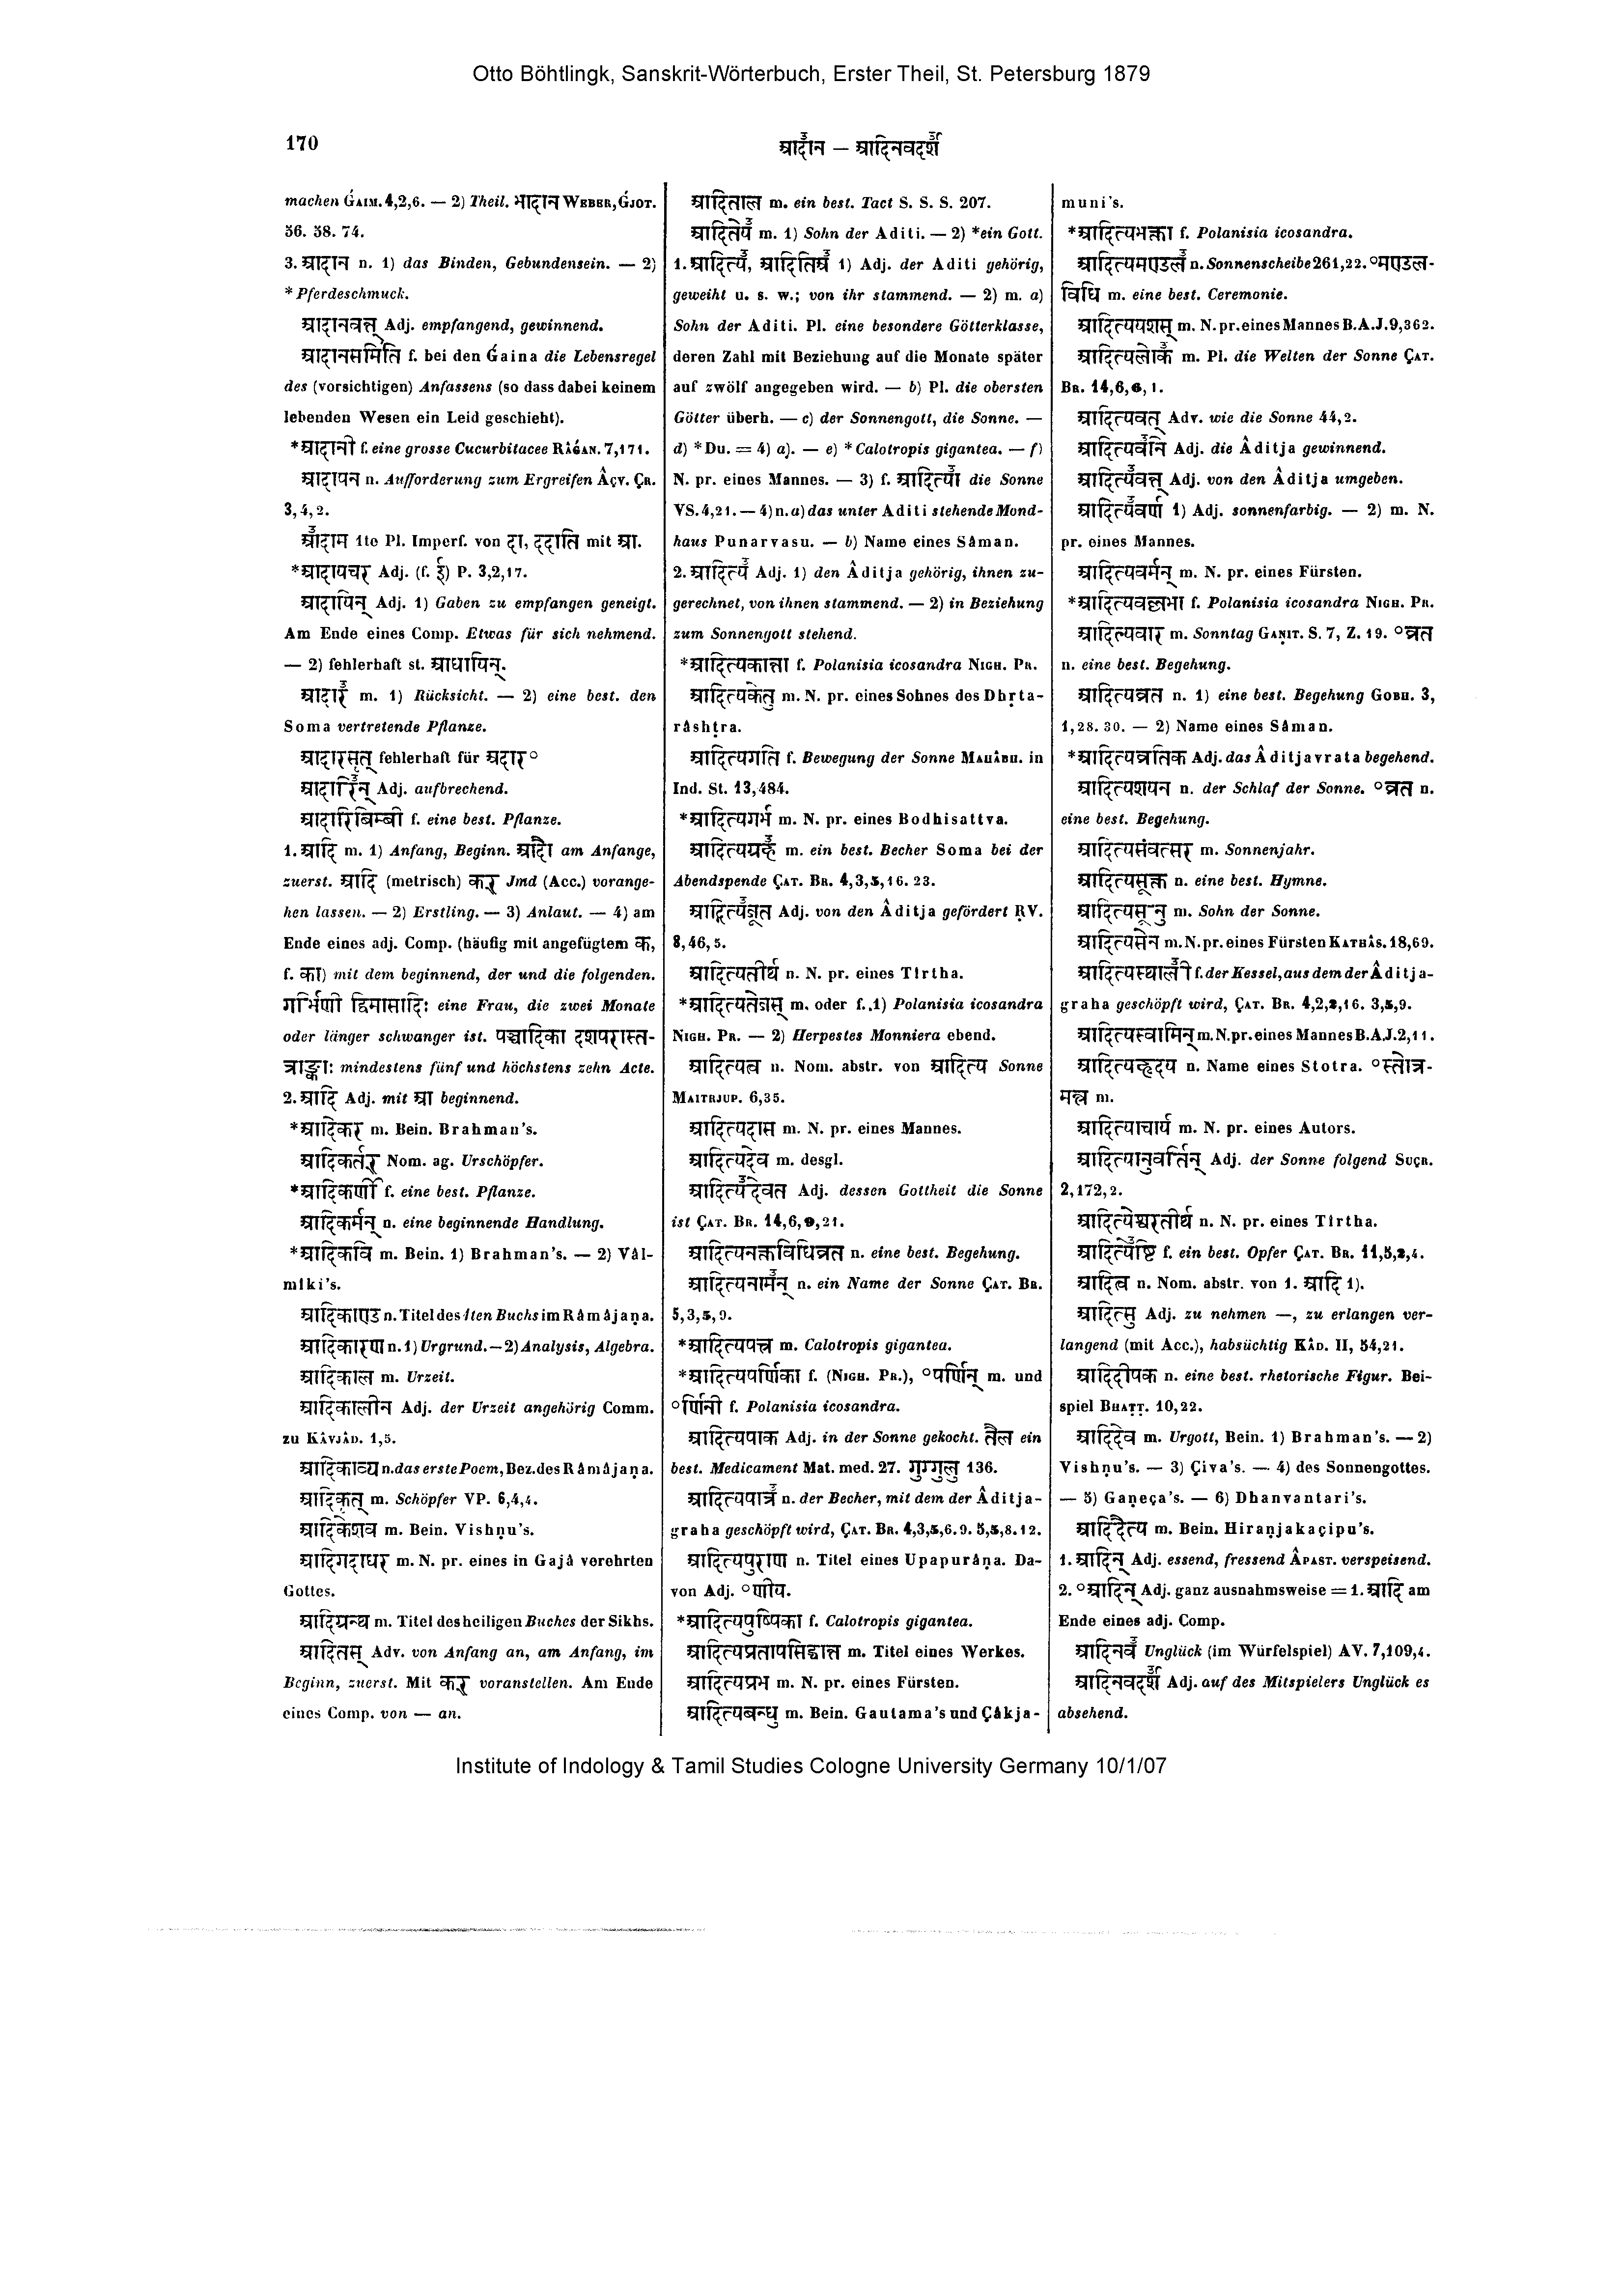 Otto Böhtlingk, Sanskrit-Wörterbuch, Erster Theil, St. Petersburg 1879
170
आदान — आदिनवदर्श
machen Ǵaim. 4,2,6. — 2) Theil. भादान Weber, Ǵjot.
56. 58. 74.
3. आदान n. 1) das Binden, Gebundensein. — 2)
* Pferdeschmuck.
आदानवत्त् Adj. empfangend, gewinnend.
आदानसमिति f. bei den Ǵaina die Lebensregel
des (vorsichtigen) Anfassens (so dass dabei keinem
lebenden Wesen ein Leid geschieht).
*आदानी f. eine grosse Cucurbitacee Râǵan. 7,171.
आदापन n. Aufforderung zum Ergreifen Âçv. Çr.
3,4,2.
आदाम 1te Pl. Imperf. von दा, ददाति mit आ.
*आदायचर Adj. (f. ई) P. 3,2,17.
आदायिन् Adj. 1) Gaben zu empfangen geneigt.
Am Ende eines Comp. Etwas für sich nehmend.
— 2) fehlerhaft st. आधायिन्.
आदार m. 1) Rücksicht. — 2) eine best. den
Soma vertretende Pflanze.
आदारसृत् fehlerhaft für अदार°
आदारिन् Adj. aufbrechend.
आदारिबिम्बी f. eine best. Pflanze.
1. आदि m. 1) Anfang, Beginn. आदौ am Anfange,
zuerst. आदि (metrisch) कर् Jmd (Acc.) vorange-
hen lassen. — 2) Erstling. — 3) Anlaut. — 4) am
Ende eines adj. Comp. (häufig mit angefügtem क,
f. का) mit dem beginnend, der und die folgenden.
गर्भिणी द्विमासादिः eine Frau, die zwei Monate
oder länger schwanger ist. पञ्चादिका दशपरास्त-
त्राङ्काः mindestens fünf und höchstens zehn Acte.
2. आदि Adj. mit आ beginnend.
*आदिकर m. Bein. Brahman's.
आदिकर्तर् Nom. ag. Urschöpfer.
*आदिकर्णी f. eine best. Pflanze.
आदिकर्मन् n. eine beginnende Handlung.
*आदिकवि m. Bein. 1) Brahman's. — 2) Vâl-
mîki's.
आदिकाण्ड n. Titel des 1ten Buchs im Râmâjaṇa.
आदिकारण n. 1) Urgrund. — 2) Analysis, Algebra.
आदिकाल m. Urzeit.
आदिकालीन Adj. der Urzeit angehörig Comm.
zu Kâvjâd. 1,5.
आदिकाव्य n. das erste Poem, Bez. des Râmâjaṇa.
आदिकृत् m. Schöpfer VP. 6,4,4.
आदिकेशव m. Bein. Vishṇu's.
आदिगदाधर m. N. pr. eines in Gajâ verehrten
Gottes.
आदिग्रन्थ m. Titel des heiligen Buches der Sikhs.
आदितस् Adv. von Anfang an, am Anfang, im
Beginn, zuerst. Mit कर् voranstellen. Am Ende
eines Comp. von — an.
आदिताल m. ein best. Tact S. S. S. 207.
आदितेय m. 1) Sohn der Aditi. — 2) *ein Gott.
1. आदित्य, आदितिअ 1) Adj. der Aditi gehörig,
geweiht u. s. w.; von ihr stammend. — 2) m. a)
Sohn der Aditi. Pl. eine besondere Götterklasse,
deren Zahl mit Beziehung auf die Monate später
auf zwölf angegeben wird. — b) Pl. die obersten
Götter überh. — c) der Sonnengott, die Sonne. —
d) *Du. = 4) a). — e) *Calotropis gigantea. — f)
N. pr. eines Mannes. — 3) f. आदित्या die Sonne
VS. 4,21. — 4) n. a) das unter Aditi stehende Mond-
haus Punarvasu. — b) Name eines Sâman.
2. आदित्य Adj. 1) den Âditja gehörig, ihnen zu-
gerechnet, von ihnen stammend. — 2) in Beziehung
zum Sonnengott stehend.
*आदित्यकान्ता f. Polanisia icosandra Nigh. Pr.
आदित्यकेतु m. N. pr. eines Sohnes des Dhṛta-
râshṭra.
आदित्यगति f. Bewegung der Sonne Mahâbh. in
Ind. St. 13,484.
*आदित्यगर्भ m. N. pr. eines Bodhisattva.
आदित्यग्रह m. ein best. Becher Soma bei der
Abendspende Çat. Br. 4,3,5,16. 23.
आदित्यजूत Adj. von den Âditja gefördert ṚV.
8,46,5.
आदित्यतीर्थ n. N. pr. eines Tîrtha.
*आदित्यतेजस् m. oder f. 1) Polanisia icosandra
Nigh. Pr. — 2) Herpestes Monniera ebend.
आदित्यत्व n. Nom. abstr. von आदित्य Sonne
Maitrjup. 6,35.
आदित्यदास m. N. pr. eines Mannes.
आदित्यदेव m. desgl.
आदित्यदेवत Adj. dessen Gottheit die Sonne
ist Çat. Br. 14,6,9,21.
आदित्यनक्तविधिव्रत n. eine best. Begehung.
आदित्यनामन् n. ein Name der Sonne Çat. Br.
5,3,5,9.
*आदित्यपत्त्र m. Calotropis gigantea.
*आदित्यपर्णिका f. (Nigh. Pr.), °पर्णिन् m. und
°र्णिनी f. Polanisia icosandra.
आदित्यपाक Adj. in der Sonne gekocht. तैल ein
best. Medicament Mat. med. 27. गुग्गुलु 136.
आदित्यपात्र n. der Becher, mit dem der Âditja-
graha geschöpft wird, Çat. Br. 4,3,5,6. 9. 5,5,8. 12.
आदित्यपुराण n. Titel eines Upapurâṇa. Da-
von Adj. °णीय.
*आदित्यपुष्पिका f. Calotropis gigantea.
आदित्यप्रतापसिद्धान्त m. Titel eines Werkes.
आदित्यप्रभ m. N. pr. eines Fürsten.
आदित्यबन्धु m. Bein. Gautama's und Çâkja-
muni's.
*आदित्यभक्ता f. Polanisia icosandra.
आदित्यमण्डल n. Sonnenscheibe 261,22. °मण्डल-
विधि m. eine best. Ceremonie.
आदित्ययशस् m. N. pr. eines Mannes B.A.J. 9,362.
आदित्यलोक m. Pl. die Welten der Sonne Çat.
Br. 14,6,6,1.
आदित्यवत् Adv. wie die Sonne 44,2.
आदित्यवनि Adj. die Âditja gewinnend.
आदित्यवत्त् Adj. von den Âditja umgeben.
आदित्यवर्ण 1) Adj. sonnenfarbig. — 2) m. N.
pr. eines Mannes.
आदित्यवर्मन् m. N. pr. eines Fürsten.
*आदित्यवल्लभा f. Polanisia icosandra Nigh. Pr.
आदित्यवार m. Sonntag Gaṇit. S. 7, Z. 19. °व्रत
n. eine best. Begehung.
आदित्यव्रत n. 1) eine best. Begehung Gobh. 3,
1,28. 30. — 2) Name eines Sâman.
*आदित्यव्रतिक Adj. das Âditjavrata begehend.
आदित्यशयन n. der Schlaf der Sonne. °व्रत n.
eine best. Begehung.
आदित्यसंवत्सर m. Sonnenjahr.
आदित्यसूक्त n. eine best. Hymne.
आदित्यसूनु m. Sohn der Sonne.
आदित्यसेन m. N. pr. eines Fürsten Kathâs. 18,69.
आदित्यस्थाली f. der Kessel, aus dem der Âditja-
graha geschöpft wird, Çat. Br. 4,2,2,16. 3,5,9.
आदित्यस्वामिन् m. N. pr. eines Mannes B.A.J. 2,11.
आदित्यहृदय n. Name eines Stotra. °स्तोत्र-
मन्त्र m.
आदित्याचार्य m. N. pr. eines Autors.
आदित्यानुवर्तिन् Adj. der Sonne folgend Suçr.
2,172,2.
आदित्येश्वरतीर्थ n. N. pr. eines Tîrtha.
आदित्येष्टि f. ein best. Opfer Çat. Br. 11,5,2,4.
आदित्व n. Nom. abstr. von 1. आदि 1).
आदित्सु Adj. zu nehmen —, zu erlangen ver-
langend (mit Acc.), habsüchtig Kâd. II, 54,21.
आदिदीपक n. eine best. rhetorische Figur. Bei-
spiel Bhaṭṭ. 10,22.
आदिदेव m. Urgott, Bein. 1) Brahman's. — 2)
Vishṇu's. — 3) Çiva's. — 4) des Sonnengottes.
— 5) Gaṇeça's. — 6) Dhanvantari's.
आदिदैत्य m. Bein. Hiraṇjakaçipu's.
1. आदिन् Adj. essend, fressend Âpast. verspeisend.
2. °आदिन् Adj. ganz ausnahmsweise = 1. आदि am
Ende eines adj. Comp.
आदिनव Unglück (im Würfelspiel) AV. 7,109,4.
आदिनवदर्श Adj. auf des Mitspielers Unglück es
absehend.
Institute of Indology & Tamil Studies Cologne University Germany 10/1/07